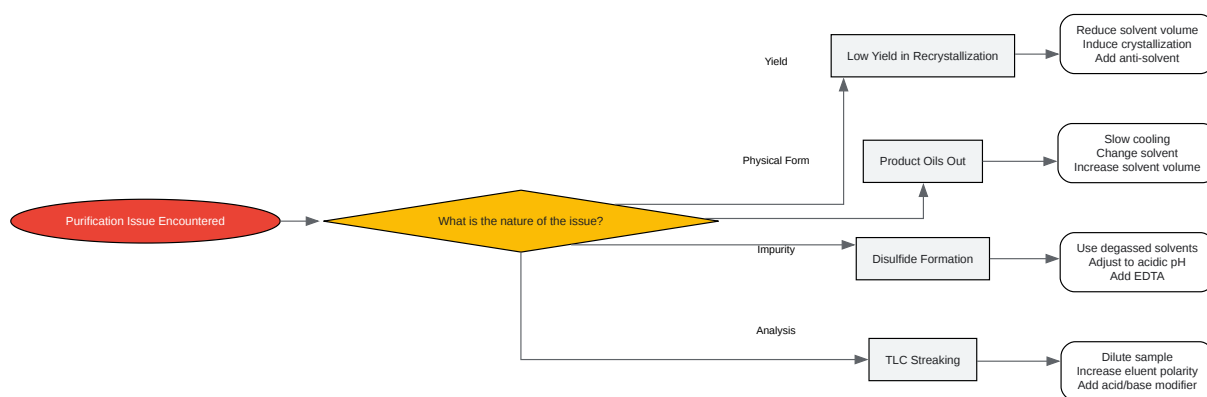 Purification Issue Encountered
What is the nature of the issue?
Yield
Low Yield in Recrystallization
Reduce solvent volume
Induce crystallization
Add anti-solvent
Physical Form
Product Oils Out
Slow cooling
Change solvent
Increase solvent volume
Impurity
Disulfide Formation
Use degassed solvents
Adjust to acidic pH
Add EDTA
Analysis
TLC Streaking
Dilute sample
Increase eluent polarity
Add acid/base modifier